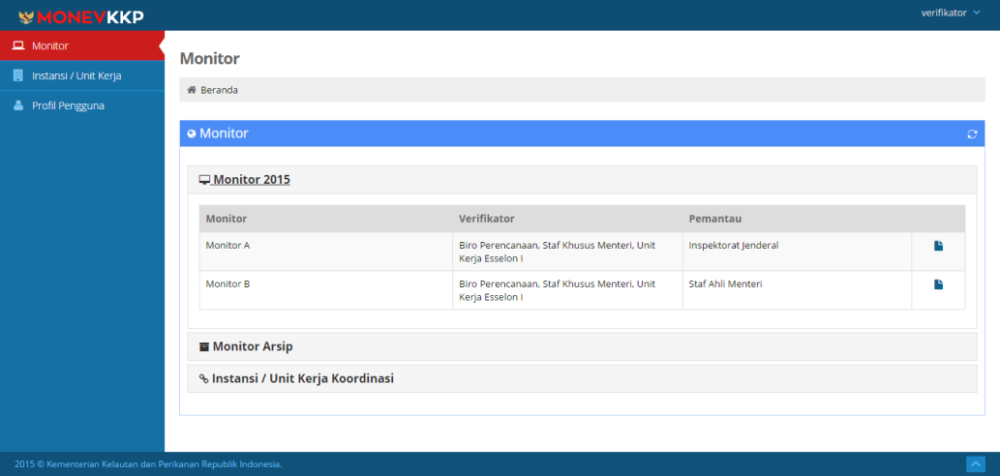 MONEVKKP
verifikator
Monitor
Instansi / Unit Kerja
Profil Pengguna
Monitor
Beranda
Monitor
Monitor 2015
Monitor Verifikator Pemantau
Monitor A Biro Perencanaan, Staf Khusus Menteri, Unit Inspektorat Jenderal
Kerja Esselon I
Monitor B Biro Perencanaan, Staf Khusus Menteri, Unit Staf Ahli Menteri
Kerja Esselon I
Monitor Arsip
Instansi / Unit Kerja Koordinasi
2015 © Kementerian Kelautan dan Perikanan Republik Indonesia.